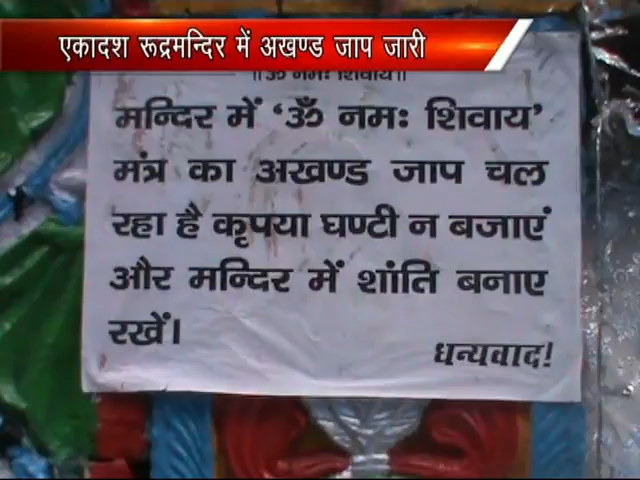 एकादश रूद्रमन्दिर में अखण्ड जाप जारी
॥ॐ नमः शिवाय॥
मन्दिर में ‘ॐ नमः शिवाय’
मंत्र का अखण्ड जाप चल
रहा है कृपया घण्टी न बजाएं
और मन्दिर में शांति बनाए
रखें।
धन्यवाद!